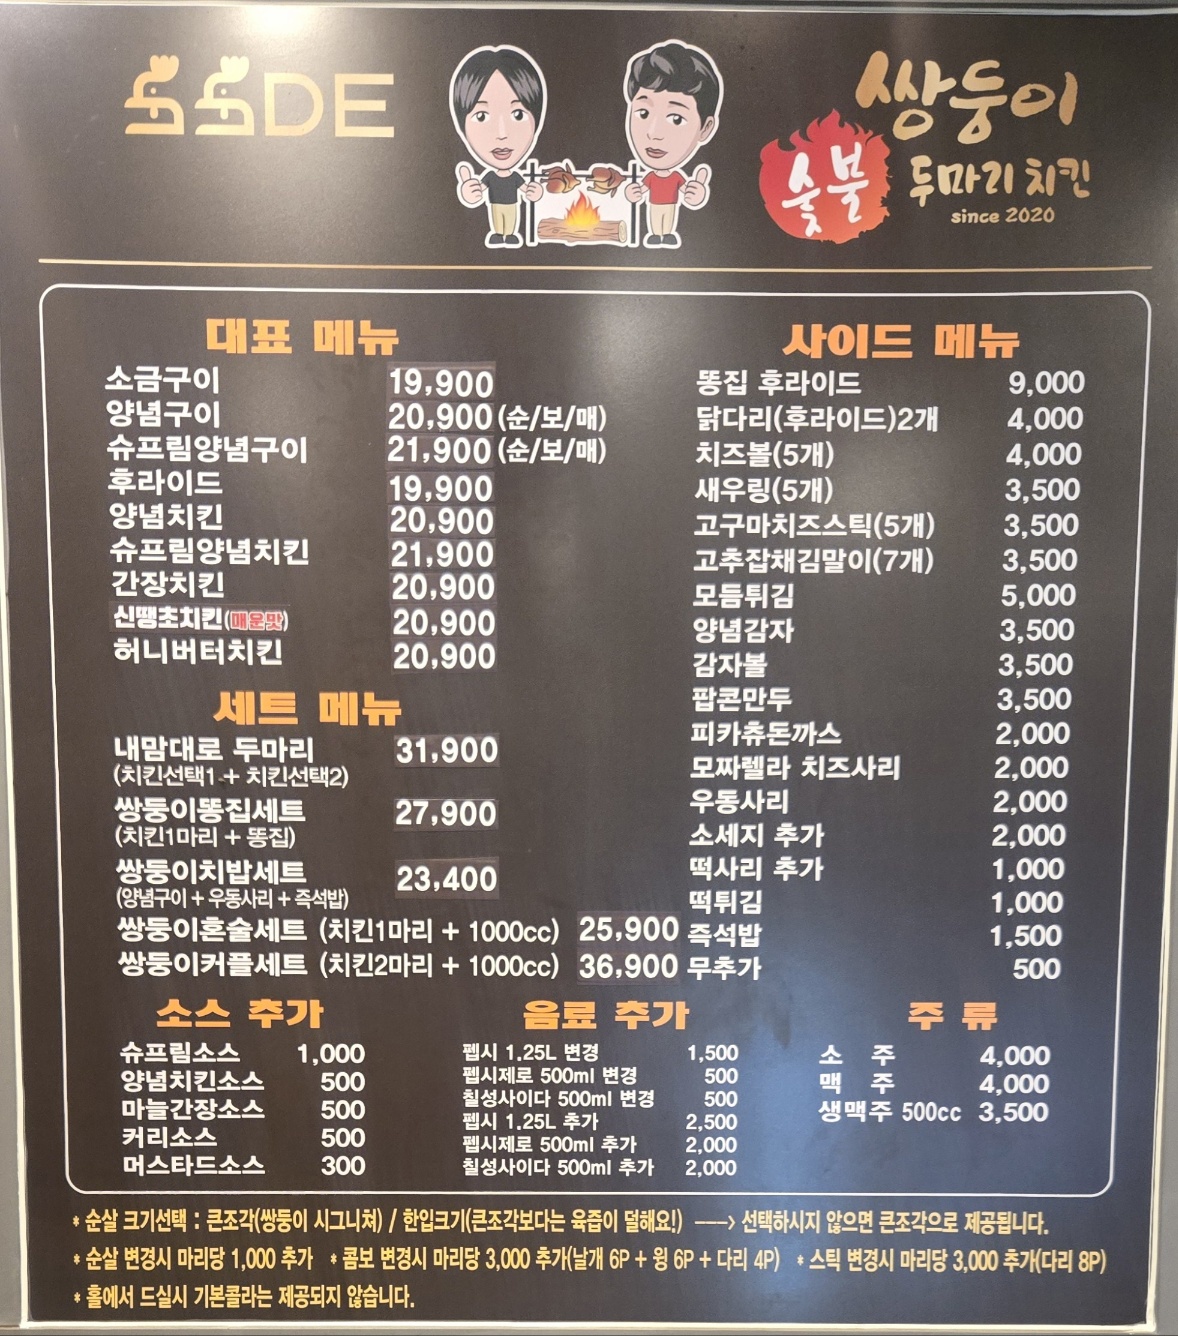 DE
쌍둥이
숯불
두마리 치킨
since 2020
대표 메뉴
소금구이 19,900
양념구이 20,900 (순/보/매)
슈프림양념구이 21,900 (순/보/매)
후라이드 19,900
양념치킨 20,900
슈프림양념치킨 21,900
간장치킨 20,900
신땡초치킨(매운맛) 20,900
허니버터치킨 20,900
세트 메뉴
내맘대로 두마리 31,900
(치킨선택1 + 치킨선택2)
쌍둥이똥집세트 27,900
(치킨1마리 + 똥집)
쌍둥이치밥세트 23,400
(양념구이 + 우동사리 + 즉석밥)
쌍둥이혼술세트 (치킨1마리 + 1000cc) 25,900
쌍둥이커플세트 (치킨2마리 + 1000cc) 36,900
사이드 메뉴
똥집 후라이드 9,000
닭다리(후라이드)2개 4,000
치즈볼(5개) 4,000
새우링(5개) 3,500
고구마치즈스틱(5개) 3,500
고추잡채김말이(7개) 3,500
모듬튀김 5,000
양념감자 3,500
감자볼 3,500
팝콘만두 3,500
피카츄돈까스 2,000
모짜렐라 치즈사리 2,000
우동사리 2,000
소세지 추가 2,000
떡사리 추가 1,000
떡튀김 1,000
즉석밥 1,500
무추가 500
소스 추가
슈프림소스 1,000
양념치킨소스 500
마늘간장소스 500
커리소스 500
머스타드소스 300
음료 추가
펩시 1.25L 변경 1,500
펩시제로 500ml 변경 500
칠성사이다 500ml 변경 500
펩시 1.25L 추가 2,500
펩시제로 500ml 추가 2,000
칠성사이다 500ml 추가 2,000
주 류
소 주 4,000
맥 주 4,000
생맥주 500cc 3,500
* 순살 크기선택 : 큰조각(쌍둥이 시그니쳐) / 한입크기(큰조각보다는 육즙이 덜해요!) ---> 선택하시지 않으면 큰조각으로 제공됩니다.
* 순살 변경시 마리당 1,000 추가 * 콤보 변경시 마리당 3,000 추가(날개 6P + 윙 6P + 다리 4P) * 스틱 변경시 마리당 3,000 추가(다리 8P)
* 홀에서 드실시 기본콜라는 제공되지 않습니다.